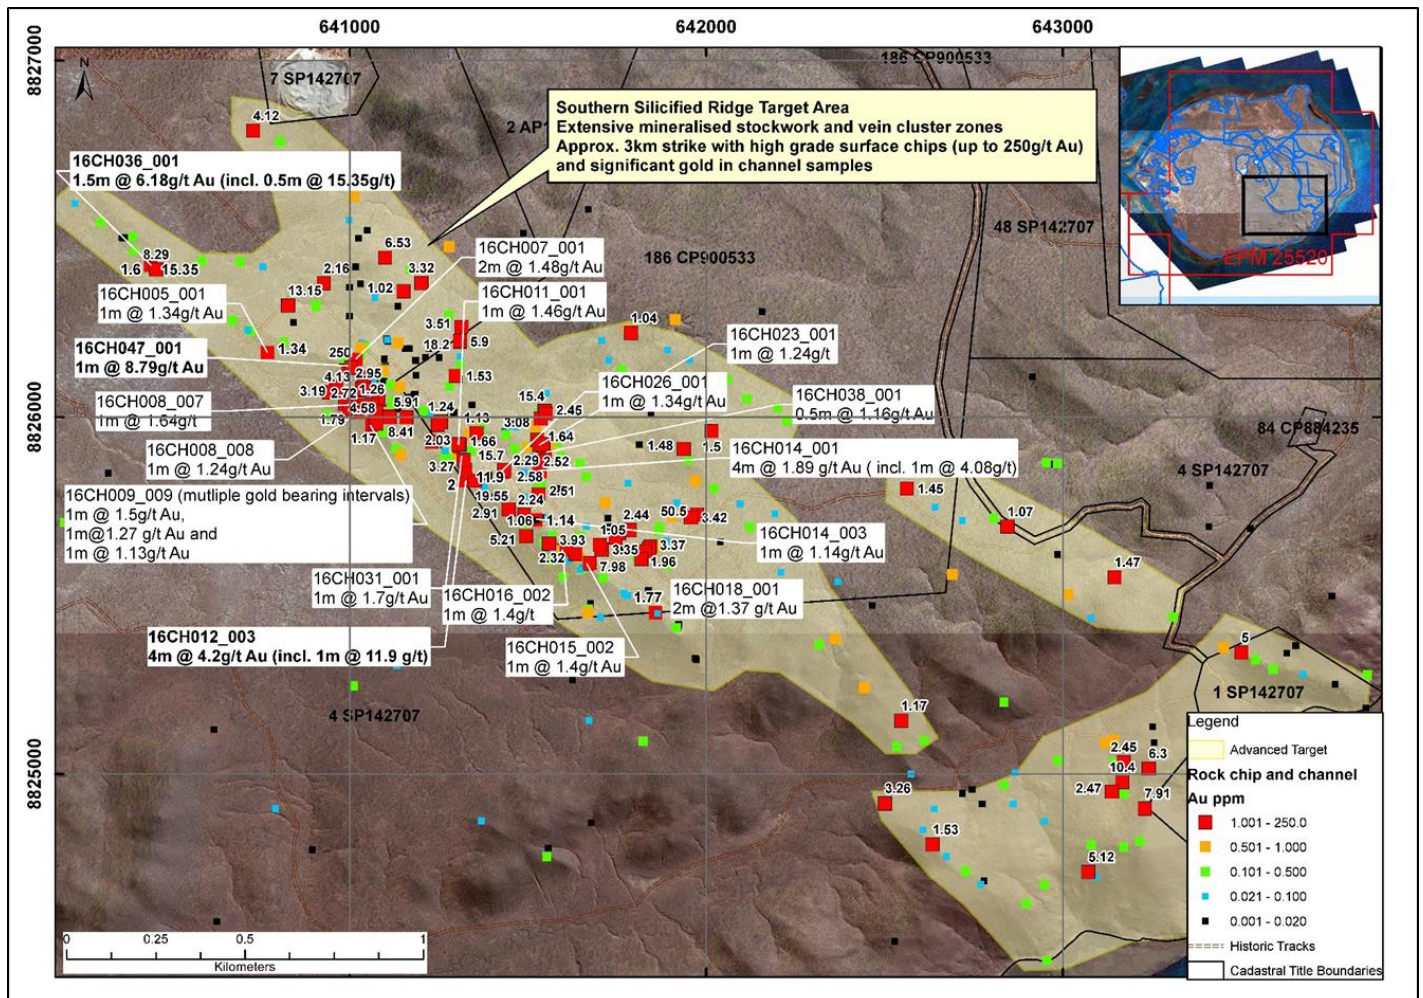 641000
642000
643000
8827000
8826000
8825000
N
7 SP142707
186 CP900533
Southern Silicified Ridge Target Area
Extensive mineralised stockwork and vein cluster zones
Approx. 3km strike with high grade surface chips (up to 250g/t Au)
and significant gold in channel samples
2 AP1
4.12
16CH036_001
1.5m @ 6.18g/t Au (incl. 0.5m @ 15.35g/t)
48 SP142707
186 CP900533
EPM 25520
6.53
8.29
1.6
15.35
2.16
3.32
1.02
13.15
16CH007_001
2m @ 1.48g/t Au
16CH005_001
1m @ 1.34g/t Au
16CH011_001
1m @ 1.46g/t Au
3.51
5.9
18.2
1.04
16CH023_001
1m @ 1.24g/t
16CH047_001
1m @ 8.79g/t Au
1.34
250
4.13
2.95
1.53
16CH026_001
1m @ 1.34g/t Au
16CH038_001
0.5m @ 1.16g/t Au
3.19
2.72
1.26
16CH008_007
1m @ 1.64g/t
4.58
5.91
1.24
1.13
15.4
2.45
3.08
1.79
1.17
8.41
2.03
1.66
1.64
1.48
1.5
84 CP884235
16CH008_008
1m @ 1.24g/t Au
15.7
2.29
2.52
16CH014_001
4m @ 1.89 g/t Au ( incl. 1m @ 4.08g/t)
4 SP142707
3.27
2
11.9
2.58
16CH009_009 (mutliple gold bearing intervals)
1m @ 1.5g/t Au,
1m@1.27 g/t Au and
1m @ 1.13g/t Au
19.55
2.51
2.24
2.91
1.06
1.14
2.44
50.5
3.42
1.45
1.07
5.21
3.93
1.05
2.32
3.35
3.37
1.96
7.98
16CH014_003
1m @ 1.14g/t Au
1.47
16CH031_001
1m @ 1.7g/t Au
16CH016_002
1m @ 1.4g/t
1.77
16CH018_001
2m @1.37 g/t Au
16CH012_003
4m @ 4.2g/t Au (incl. 1m @ 11.9 g/t)
16CH015_002
1m @ 1.4g/t Au
5
1 SP142707
4 SP142707
1.17
2.45
6.3
10.4
2.47
7.91
3.26
1.53
5.12
Legend
Advanced Target
Rock chip and channel
Au ppm
1.001 - 250.0
0.501 - 1.000
0.101 - 0.500
0.021 - 0.100
0.001 - 0.020
Historic Tracks
Cadastral Title Boundaries
0
0.25
0.5
1
Kilometers